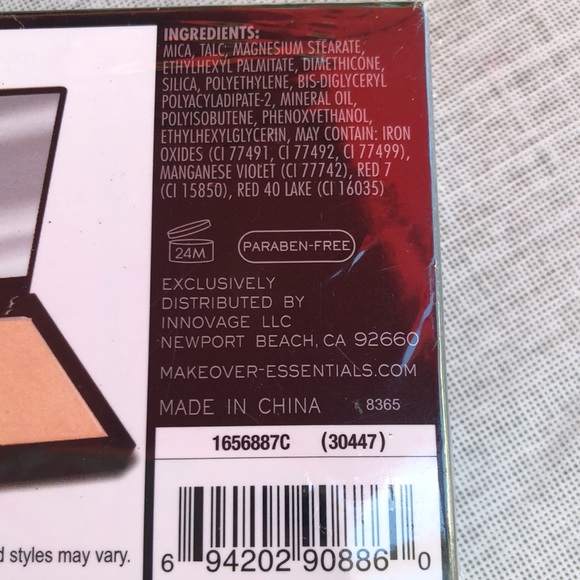 INGREDIENTS:
MICA, TALC, MAGNESIUM STEARATE,
ETHYLHEXYL PALMITATE, DIMETHICONE,
SILICA, POLYETHYLENE, BIS-DIGLYCERYL
POLYACYLADIPATE-2, MINERAL OIL,
POLYISOBUTENE, PHENOXYETHANOL,
ETHYLHEXYLGLYCERIN, MAY CONTAIN: IRON
OXIDES (CI 77491, CI 77492, CI 77499),
MANGANESE VIOLET (CI 77742), RED 7
(CI 15850), RED 40 LAKE (CI 16035)
24M
PARABEN-FREE
EXCLUSIVELY
DISTRIBUTED BY
INNOVAGE LLC
NEWPORT BEACH, CA 92660
MAKEOVER-ESSENTIALS.COM
MADE IN CHINA 8365
1656887C (30447)
styles may vary.
6 94202 90886 0